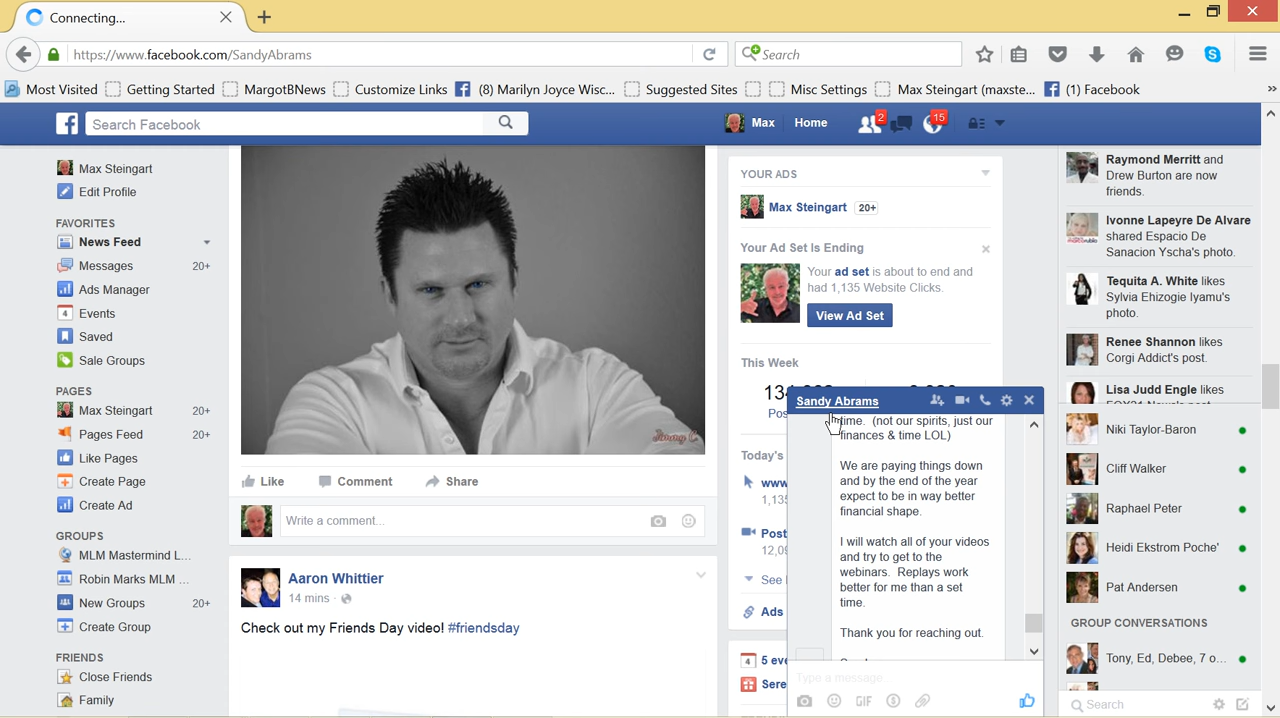 Connecting...
https://www.facebook.com/SandyAbrams
Search
Most Visited
Getting Started
MargotBNews
Customize Links
(8) Marilyn Joyce Wisc...
Suggested Sites
Misc Settings
Max Steingart (maxste...
(1) Facebook
»
Search Facebook
Max
Home
2
15
Max Steingart
Edit Profile
FAVORITES
News Feed
Messages 20+
Ads Manager
4 Events
Saved
Sale Groups
PAGES
Max Steingart 20+
Pages Feed 20+
Like Pages
Create Page
Create Ad
GROUPS
MLM Mastermind L...
Robin Marks MLM ...
New Groups 20+
Create Group
FRIENDS
Close Friends
Family
Jimmy C.
Like
Comment
Share
Write a comment...
Aaron Whittier
14 mins
Check out my Friends Day video! #friendsday
YOUR ADS
Max Steingart 20+
Your Ad Set Is Ending
Your ad set is about to end and
had 1,135 Website Clicks.
View Ad Set
This Week
Today's
www
Post
See
Ads
4 5 eve
Sere
Sandy Abrams
time. (not our spirits, just our
finances & time LOL)
We are paying things down
and by the end of the year
expect to be in way better
financial shape.
I will watch all of your videos
and try to get to the
webinars. Replays work
better for me than a set
time.
Thank you for reaching out.
Type a message...
GIF
Raymond Merritt and
Drew Burton are now
friends.
Ivonne Lapeyre De Alvare
shared Espacio De
Sanacion Yscha's photo.
Tequita A. White likes
Sylvia Ehizogie Iyamu's
photo.
Renee Shannon likes
Corgi Addict's post.
Lisa Judd Engle likes
Niki Taylor-Baron
Cliff Walker
Raphael Peter
Heidi Ekstrom Poche'
Pat Andersen
GROUP CONVERSATIONS
Tony, Ed, Debee, 7 o...
Search